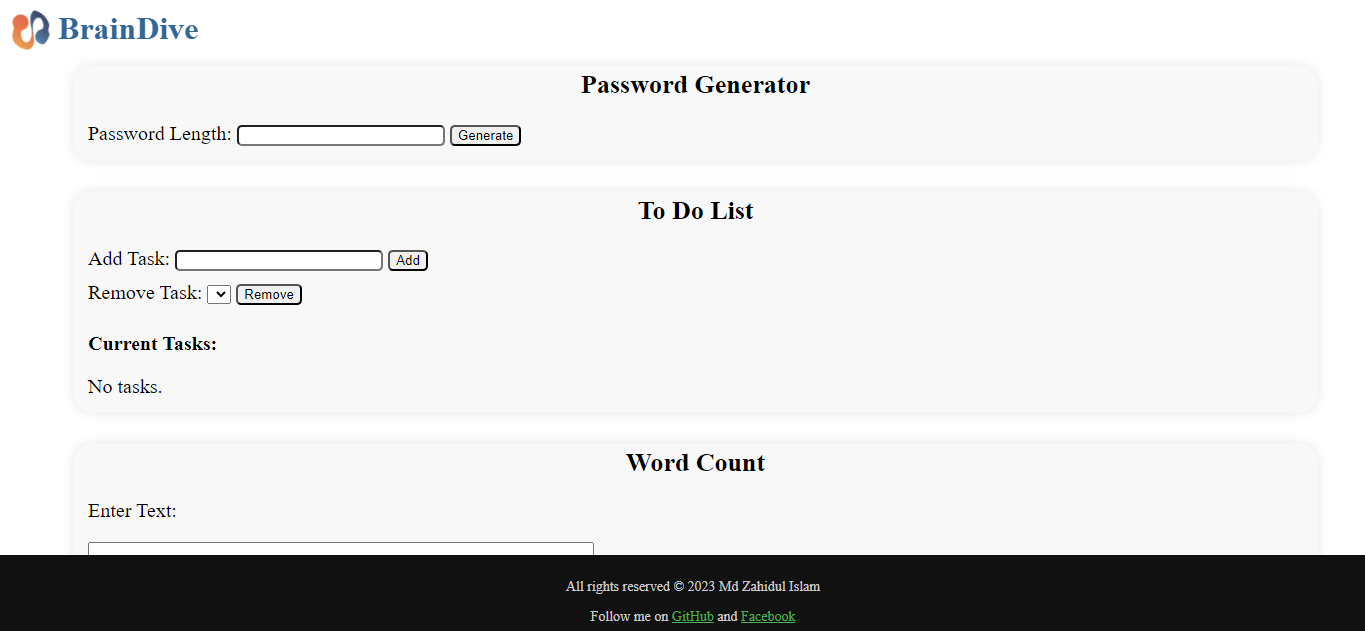 BrainDive
Password Generator
Password Length: Generate
To Do List
Add Task: Add
Remove Task: Remove
Current Tasks:
No tasks.
Word Count
Enter Text:
All rights reserved © 2023 Md Zahidul Islam
Follow me on GitHub and Facebook